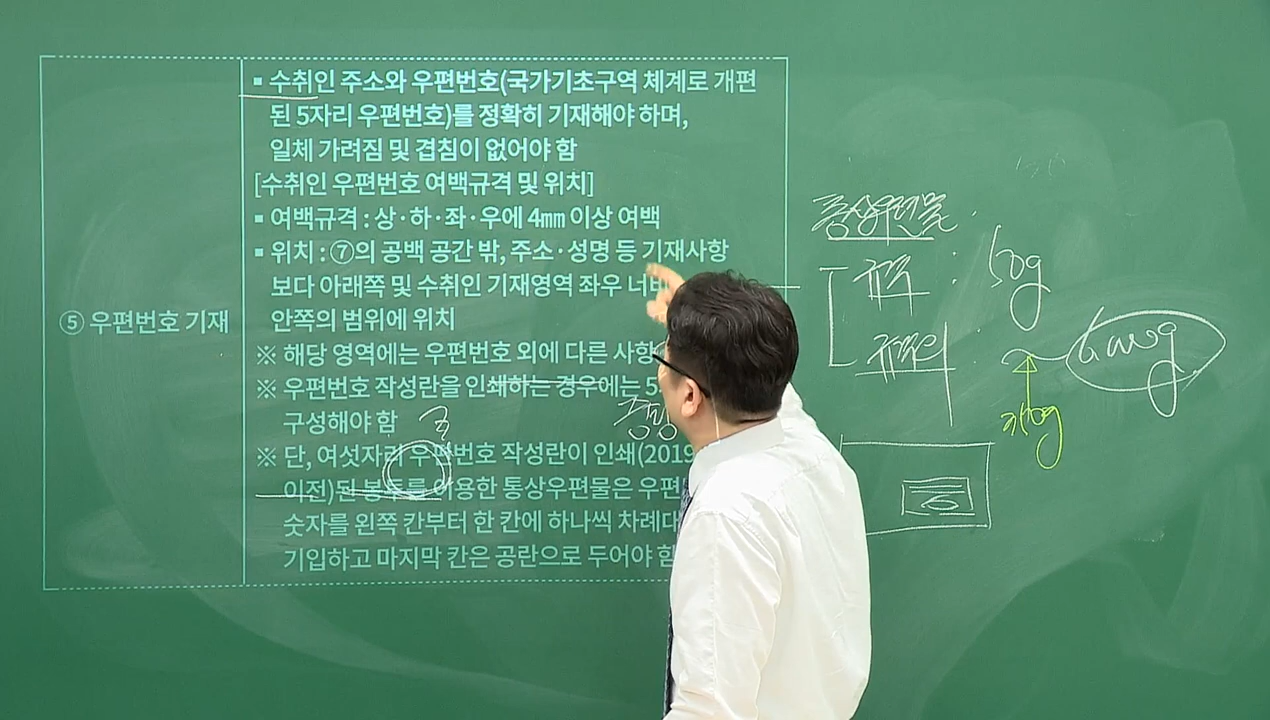 ▪ 수취인 주소와 우편번호(국가기초구역 체계로 개편
된 5자리 우편번호)를 정확히 기재해야 하며,
일체 가려짐 및 겹침이 없어야 함
[수취인 우편번호 여백규격 및 위치]
▪ 여백규격 : 상·하·좌·우에 4㎜ 이상 여백
▪ 위치 : ⑦의 공백 공간 밖, 주소·성명 등 기재사항
보다 아래쪽 및 수취인 기재영역 좌우
안쪽의 범위에 위치
⑤ 우편번호 기재
※ 해당 영역에는 우편번호 외에 다른 사항
※ 우편번호 작성란을 인쇄하는 경우에는 5
구성해야 함
※ 단, 여섯자리 우편번호 작성란이 인쇄(2019
이전)된 봉투를 이용한 통상우편물은
숫자를 왼쪽 칸부터 한 칸에 하나씩
기입하고 마지막 칸은 공란으로 두어야 함
통상우편물
규격 : 50g
규격외